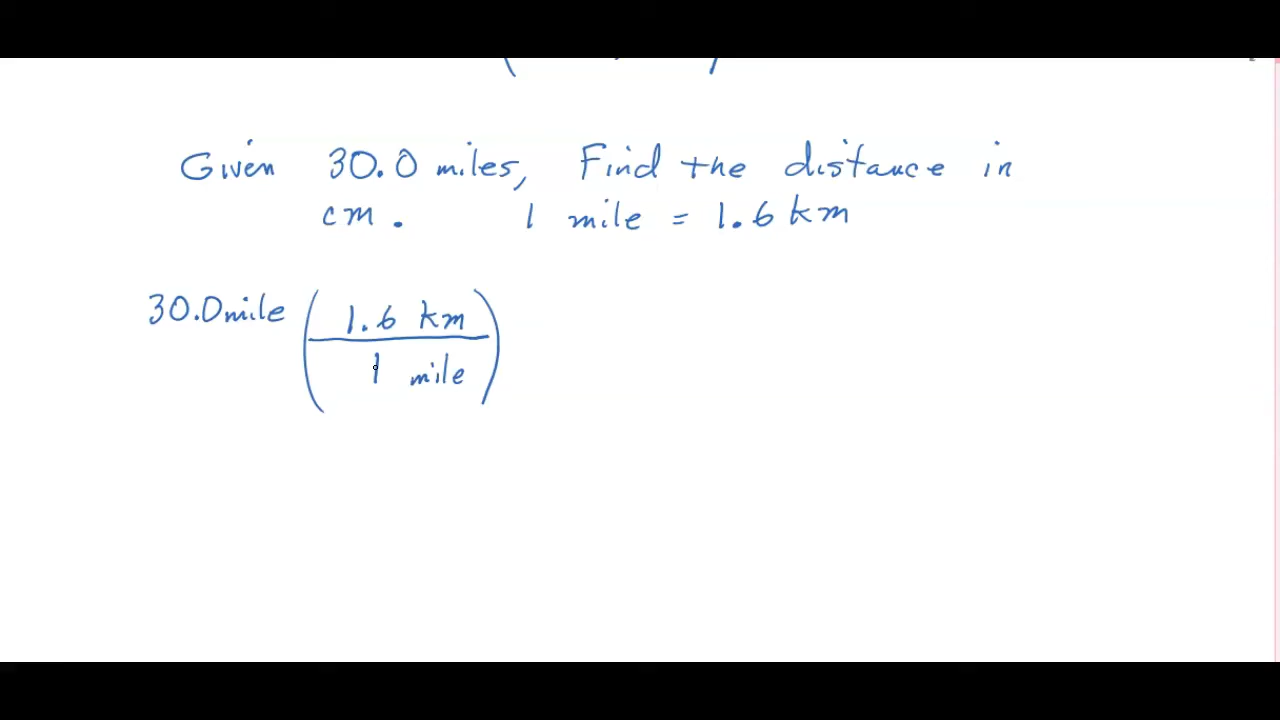 Given 30.0 miles, Find the distance in
cm. 1 mile = 1.6 km
30.0mile ( 1.6 km
1 mile )